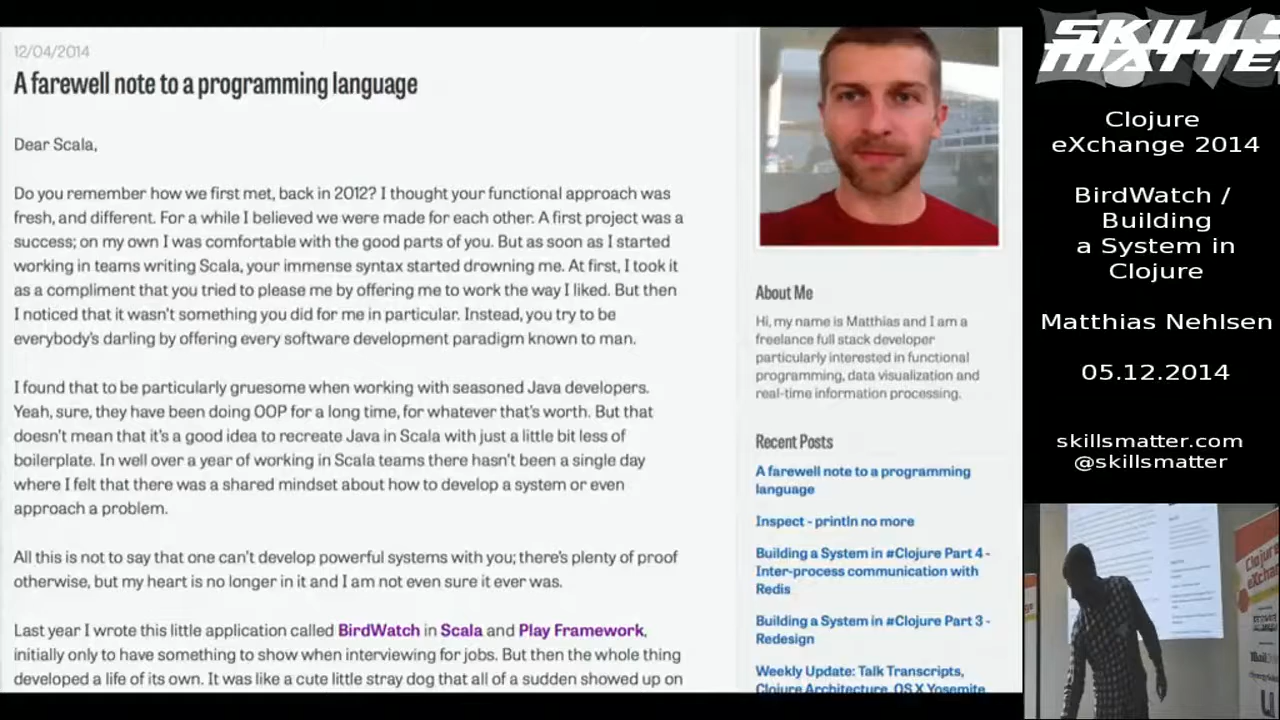 12/04/2014
A farewell note to a programming language
Dear Scala,
Do you remember how we first met, back in 2012? I thought your functional approach was
fresh, and different. For a while I believed we were made for each other. A first project was a
success; on my own I was comfortable with the good parts of you. But as soon as I started
working in teams writing Scala, your immense syntax started drowning me. At first, I took it
as a compliment that you tried to please me by offering me to work the way I liked. But then
I noticed that it wasn't something you did for me in particular. Instead, you try to be
everybody's darling by offering every software development paradigm known to man.
I found that to be particularly gruesome when working with seasoned Java developers.
Yeah, sure, they have been doing OOP for a long time, for whatever that's worth. But that
doesn't mean that it's a good idea to recreate Java in Scala with just a little bit less of
boilerplate. In well over a year of working in Scala teams there hasn't been a single day
where I felt that there was a shared mindset about how to develop a system or even
approach a problem.
All this is not to say that one can't develop powerful systems with you; there's plenty of proof
otherwise, but my heart is no longer in it and I am not even sure it ever was.
Last year I wrote this little application called BirdWatch in Scala and Play Framework,
initially only to have something to show when interviewing for jobs. But then the whole thing
developed a life of its own. It was like a cute little stray dog that all of a sudden showed up on
About Me
Hi, my name is Matthias and I am a
freelance full stack developer
particularly interested in functional
programming, data visualization and
real-time information processing.
Recent Posts
A farewell note to a programming
language
Inspect - println no more
Building a System in #Clojure Part 4 -
Inter-process communication with
Redis
Building a System in #Clojure Part 3 -
Redesign
Weekly Update: Talk Transcripts,
Clojure Architecture, OS X Yosemite
SKILLS
MATTER
Clojure
eXchange 2014
BirdWatch /
Building
a System in
Clojure
Matthias Nehlsen
05.12.2014
skillsmatter.com
@skillsmatter